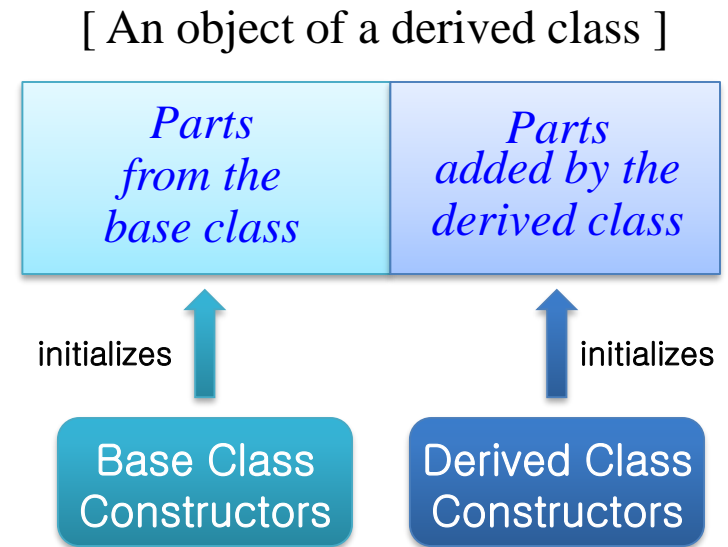 [ An object of a derived class ]
Parts
from the
base class
Parts
added by the
derived class
initializes
initializes
Base Class
Constructors
Derived Class
Constructors